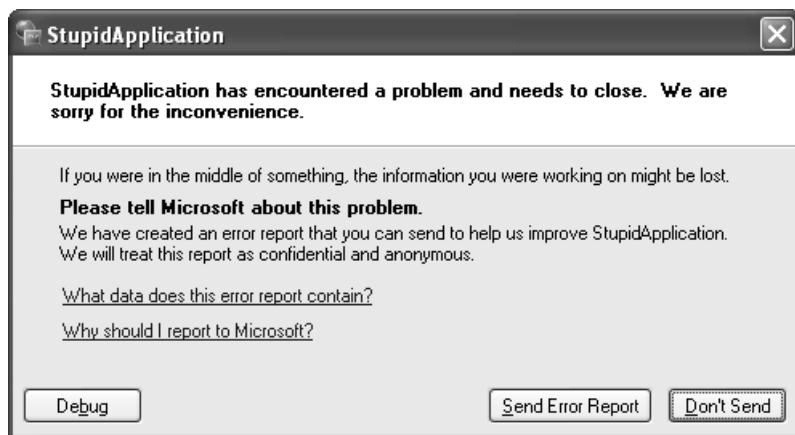 StupidApplication
StupidApplication has encountered a problem and needs to close.  We are
sorry for the inconvenience.
If you were in the middle of something, the information you were working on might be lost.
Please tell Microsoft about this problem.
We have created an error report that you can send to help us improve StupidApplication.
We will treat this report as confidential and anonymous.
What data does this error report contain?
Why should I report to Microsoft?
Debug
Send Error Report
Don't Send